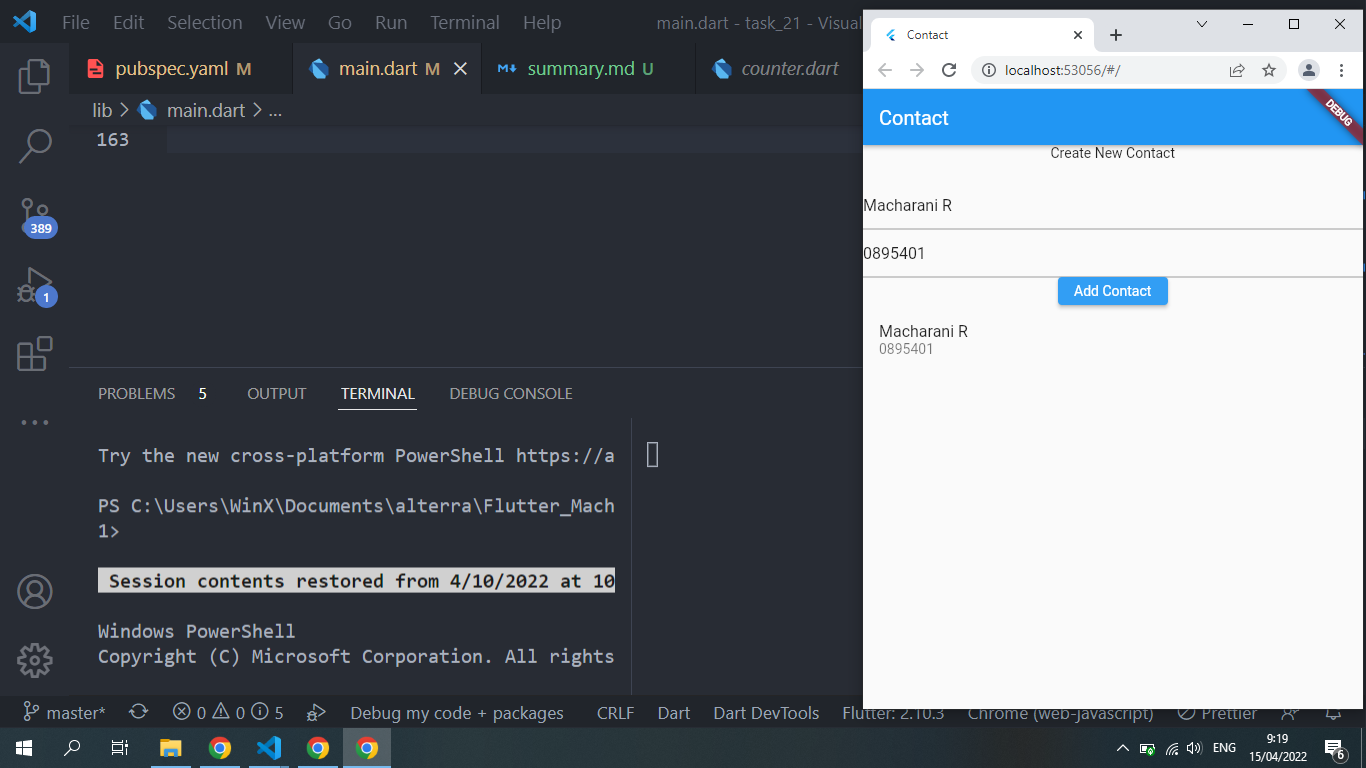 File Edit Selection View Go Run Terminal Help main.dart - task_21 - Visual
pubspec.yaml M main.dart M summary.md U counter.dart
lib > main.dart > ...
163
389
1
PROBLEMS 5 OUTPUT TERMINAL DEBUG CONSOLE
Try the new cross-platform PowerShell https://a
PS C:\Users\WinX\Documents\alterra\Flutter_Mach
1>
Session contents restored from 4/10/2022 at 10
Windows PowerShell
Copyright (C) Microsoft Corporation. All rights
master* 0 0 5 Debug my code + packages CRLF Dart Dart DevTools Flutter: 2.10.3 Chrome (web-javascript) Prettier
Contact
localhost:53056/#/
Contact
DEBUG
Create New Contact
Macharani R
0895401
Add Contact
Macharani R
0895401
ENG
9:19
15/04/2022
6